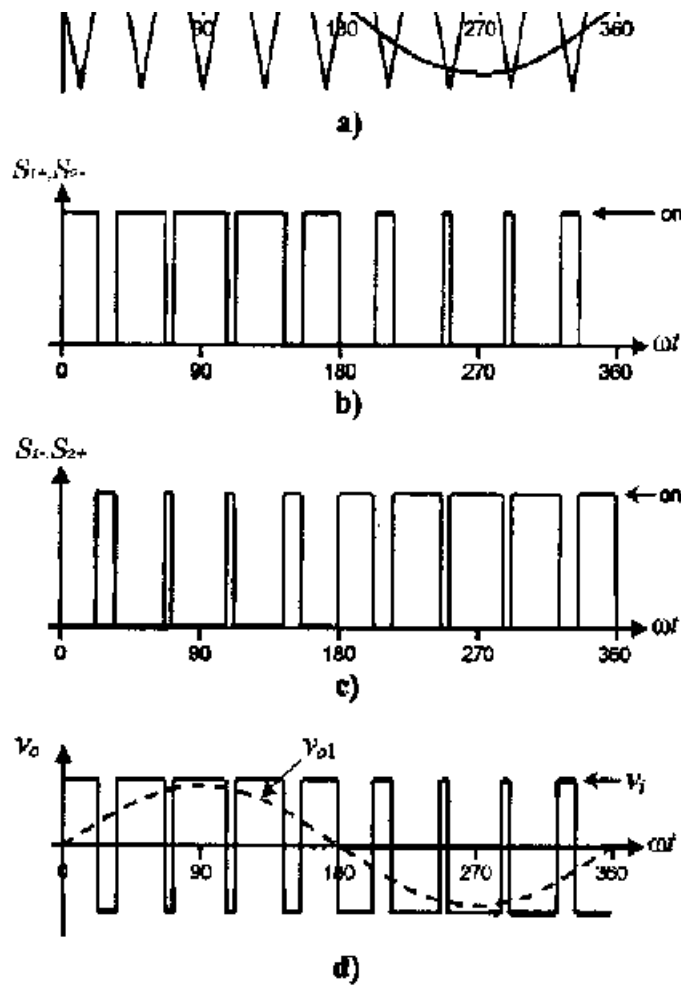 90 180 270 360
a)
S1+,S2-
on
0 90 180 270 360 ωt
b)
S1-,S2+
on
0 90 180 270 360 ωt
c)
vo vo1 vi
0 90 180 270 360 ωt
d)